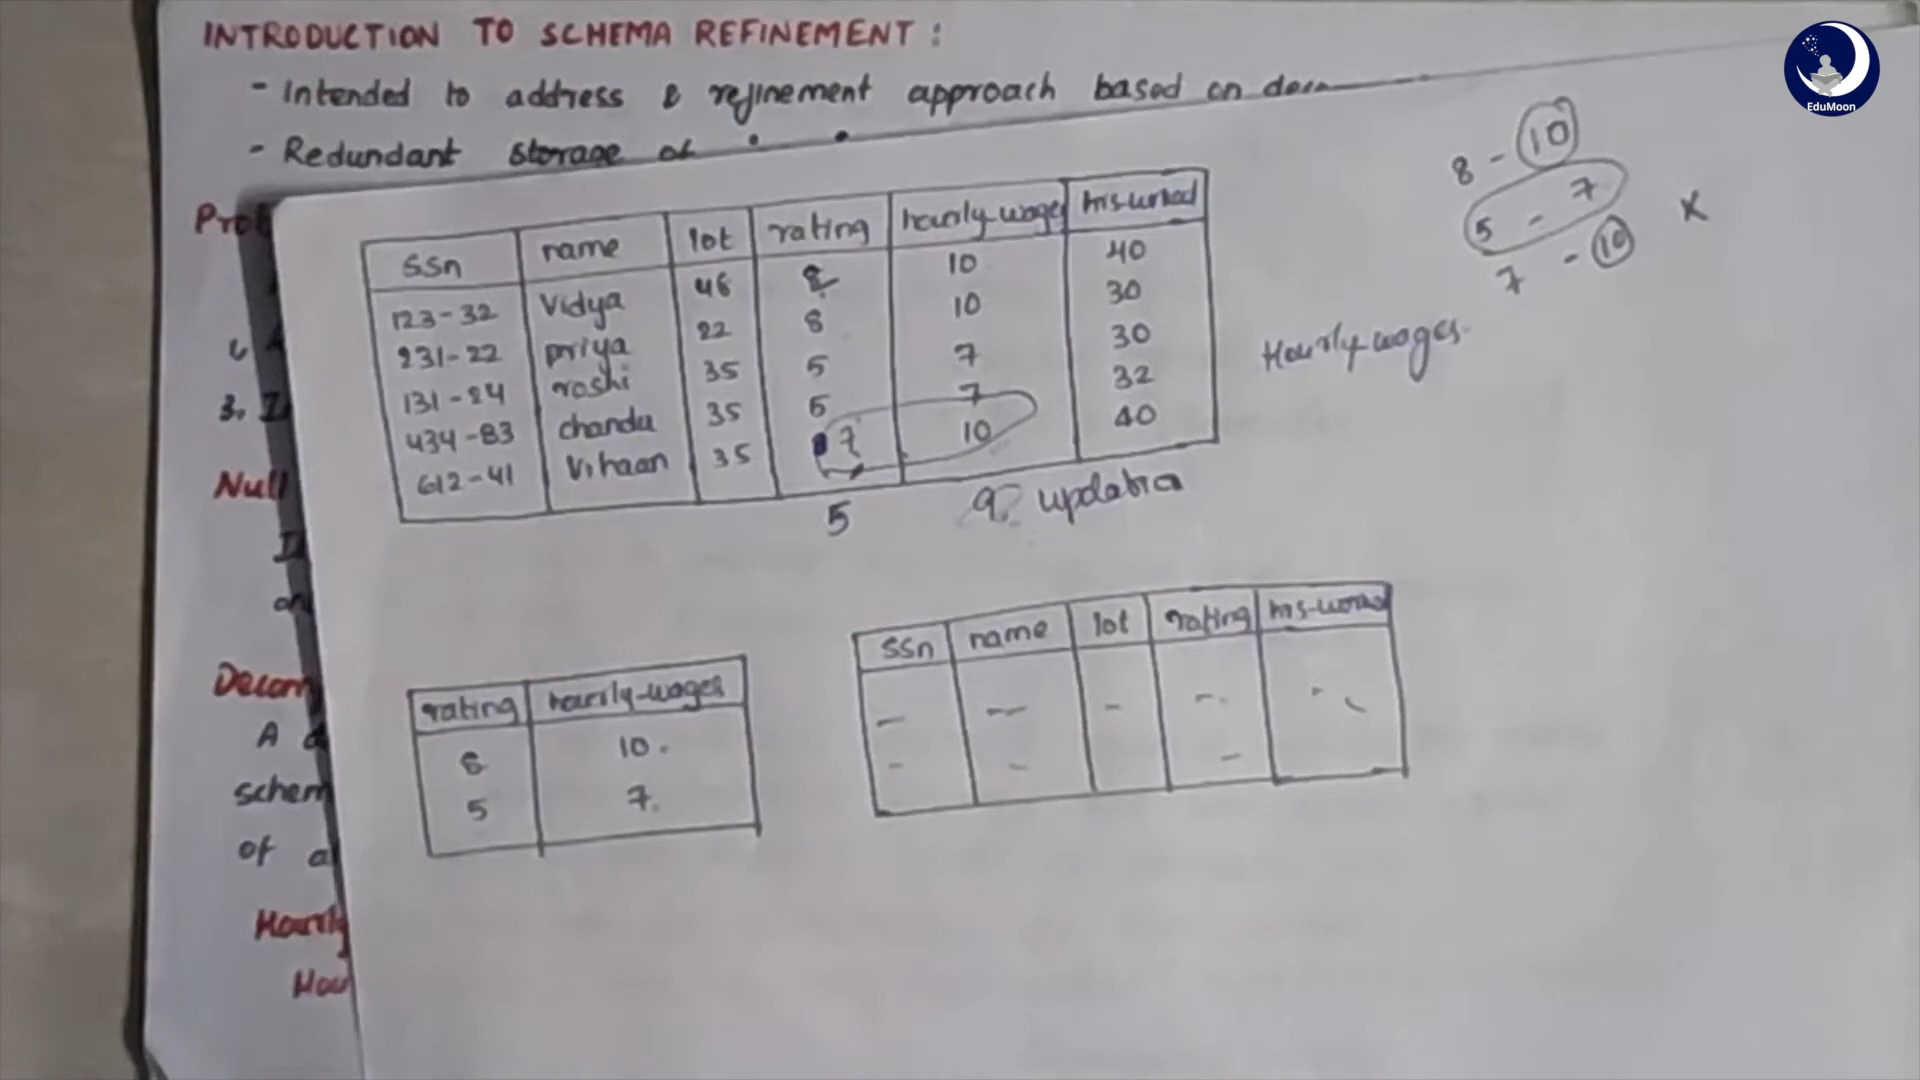 INTRODUCTION TO SCHEMA REFINEMENT :
- Intended to address & refinement approach based on
- Redundant storage of
EduMoon
8 - 10
5 - 7
7 - 10 X
ssn name lot rating hourly-wages hrs-worked
123-32 Vidya 48 8 10 40
231-22 priya 22 8 10 30
131-24 roshi 35 5 7 30
434-83 chandu 35 5 7 32
612-41 Vihaan 35 7 10 40
Hourly wages.
5 9 updation
3.
Null
Decom
A
schem
of
Hourly
Hou
rating hourly-wages
8 10.
5 7.
ssn name lot rating hrs-worked